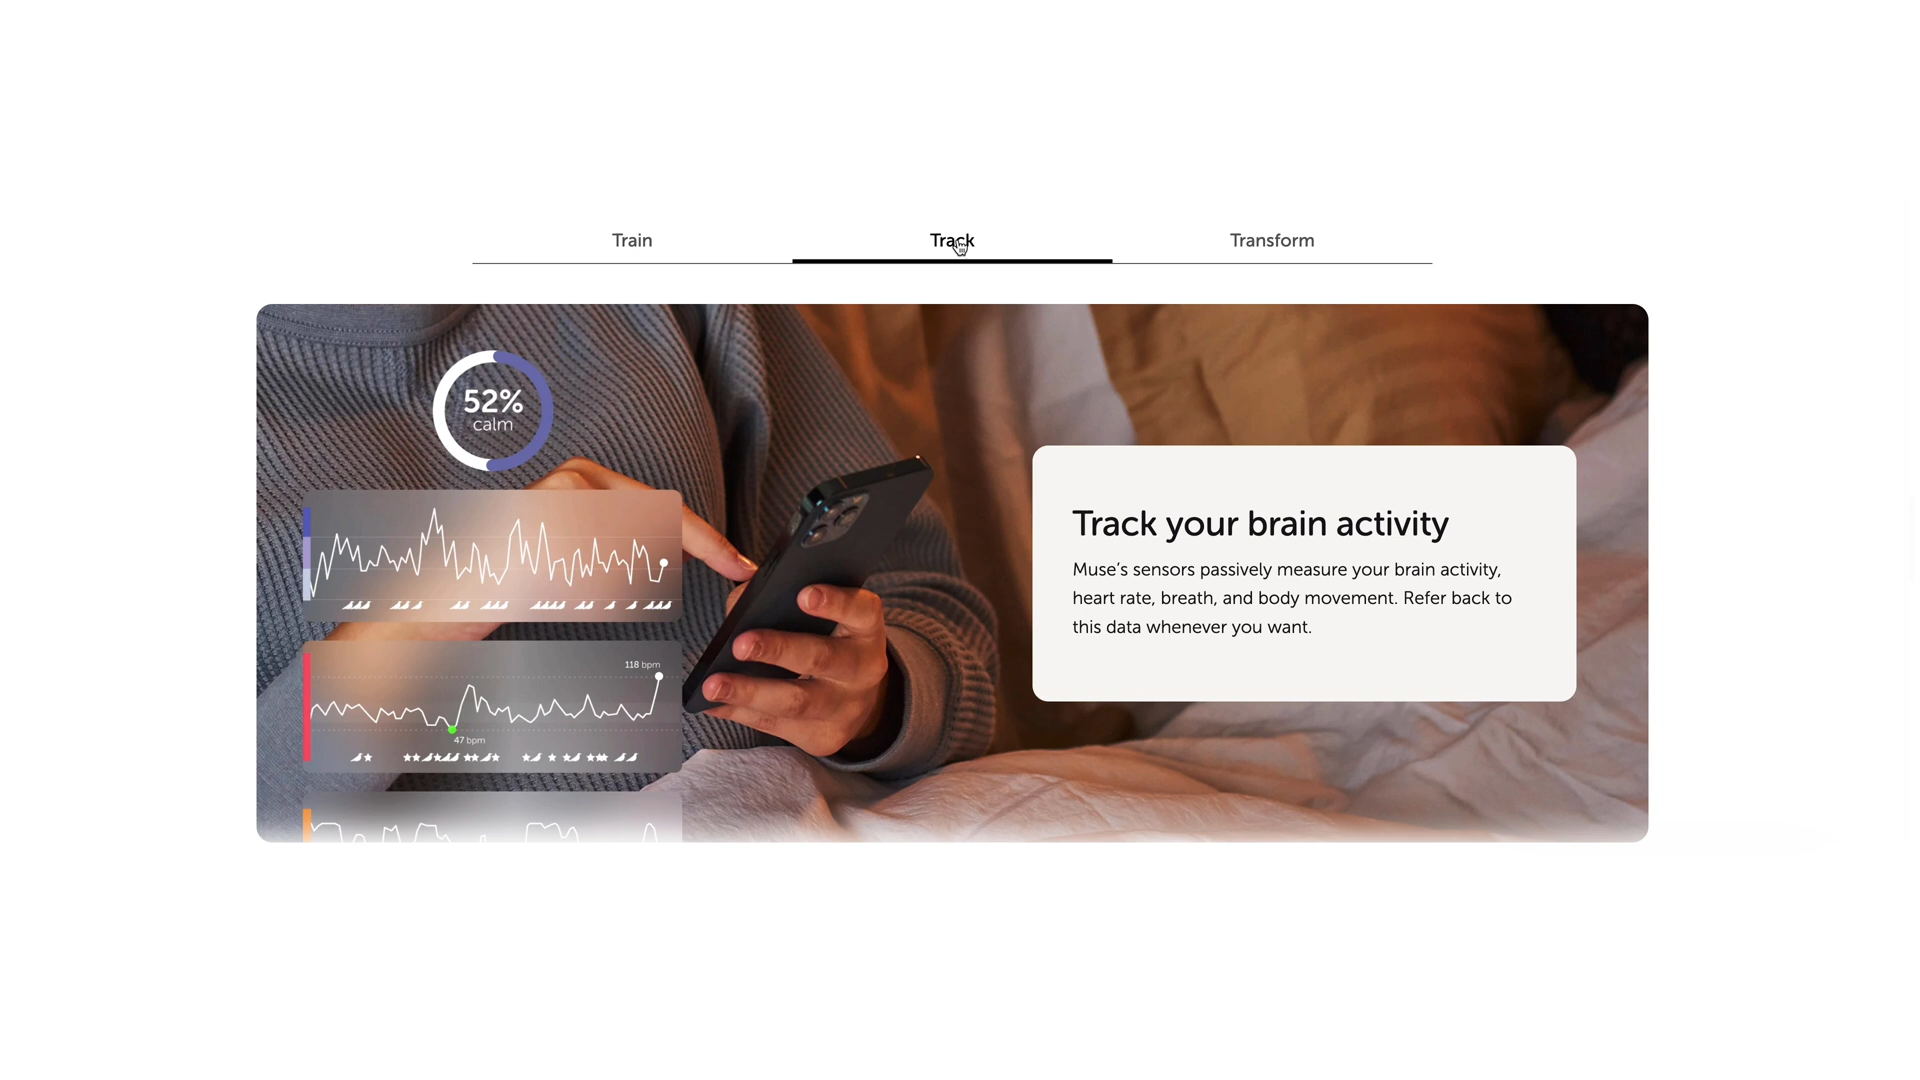 Train
Track
Transform
52%
calm
118 bpm
47 bpm
Track your brain activity
Muse’s sensors passively measure your brain activity,
heart rate, breath, and body movement. Refer back to
this data whenever you want.